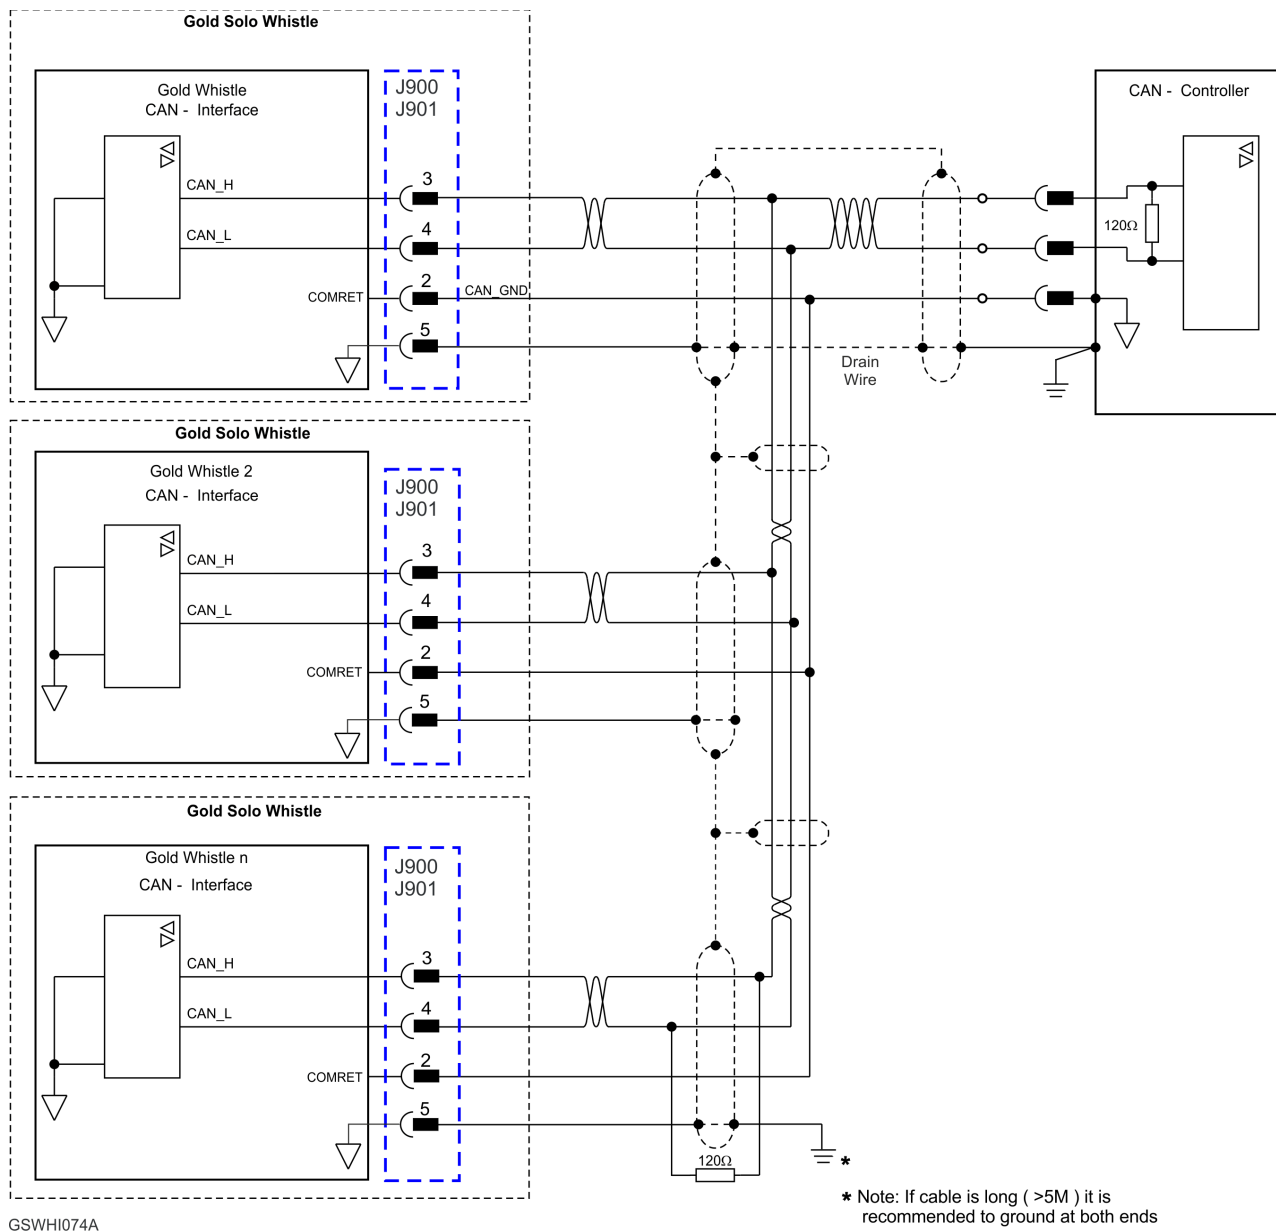 Gold Solo Whistle
Gold Whistle
CAN - Interface
J900
J901
CAN - Controller
CAN_H
3
CAN_L
4
120Ω
COMRET
2
CAN_GND
5
Drain
Wire
Gold Solo Whistle
Gold Whistle 2
CAN - Interface
J900
J901
CAN_H
3
CAN_L
4
COMRET
2
5
Gold Solo Whistle
Gold Whistle n
CAN - Interface
J900
J901
CAN_H
3
CAN_L
4
COMRET
2
5
120Ω
*
* Note: If cable is long ( >5M ) it is
recommended to ground at both ends
GSWHI074A